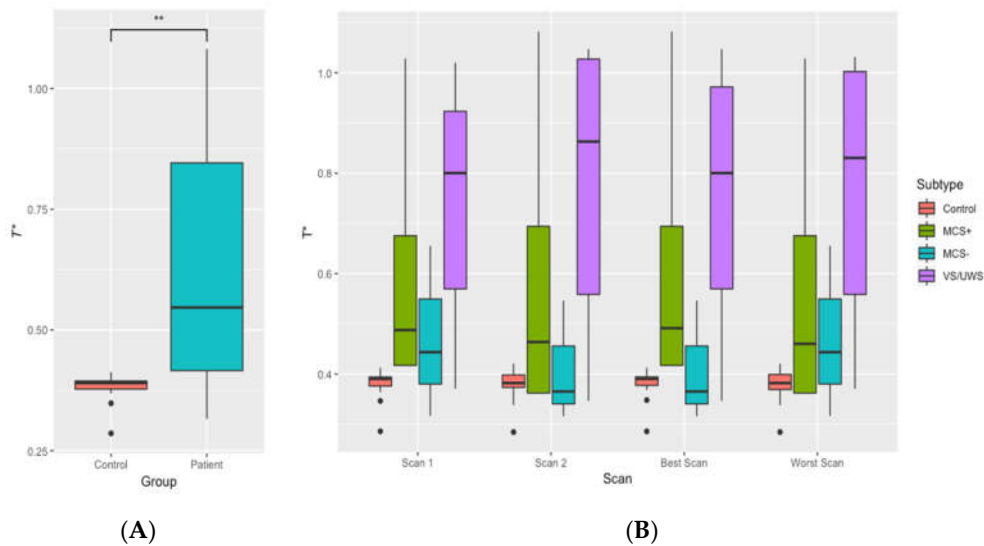 **
1.00
0.75
0.50
0.25
T*
Control
Patient
Group
(A)
1.0
0.8
0.6
0.4
T*
Scan 1
Scan 2
Best Scan
Worst Scan
Scan
(B)
Subtype
Control
MCS+
MCS-
VS/UWS